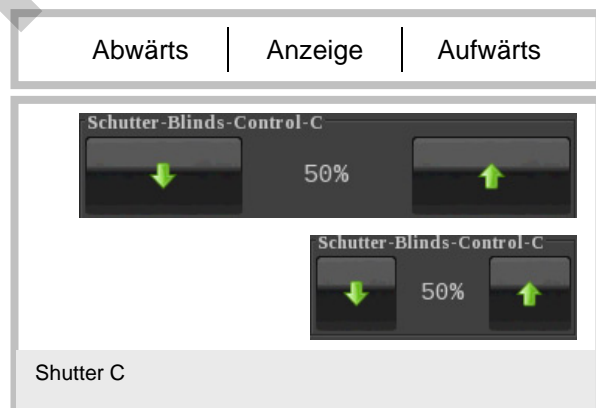 Abwärts Anzeige Aufwärts
Schutter-Blinds-Control-C
50%
Schutter-Blinds-Control-C
50%
Shutter C